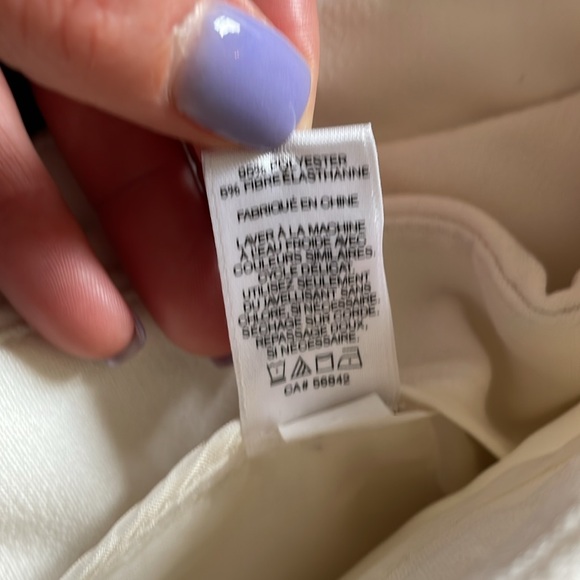 95% POLYESTER
5% FIBRE ÉLASTHANNE
FABRIQUÉ EN CHINE
LAVER À LA MACHINE
À L'EAU FROIDE AVEC
COULEURS SIMILAIRES,
CYCLE DÉLICAT.
UTILISEZ SEULEMENT
DU JAVELLISANT SANS
CHLORE, SI NÉCESSAIRE.
SÉCHAGE SUR CORDE.
REPASSAGE DOUX,
SI NÉCESSAIRE.
CA# 56842